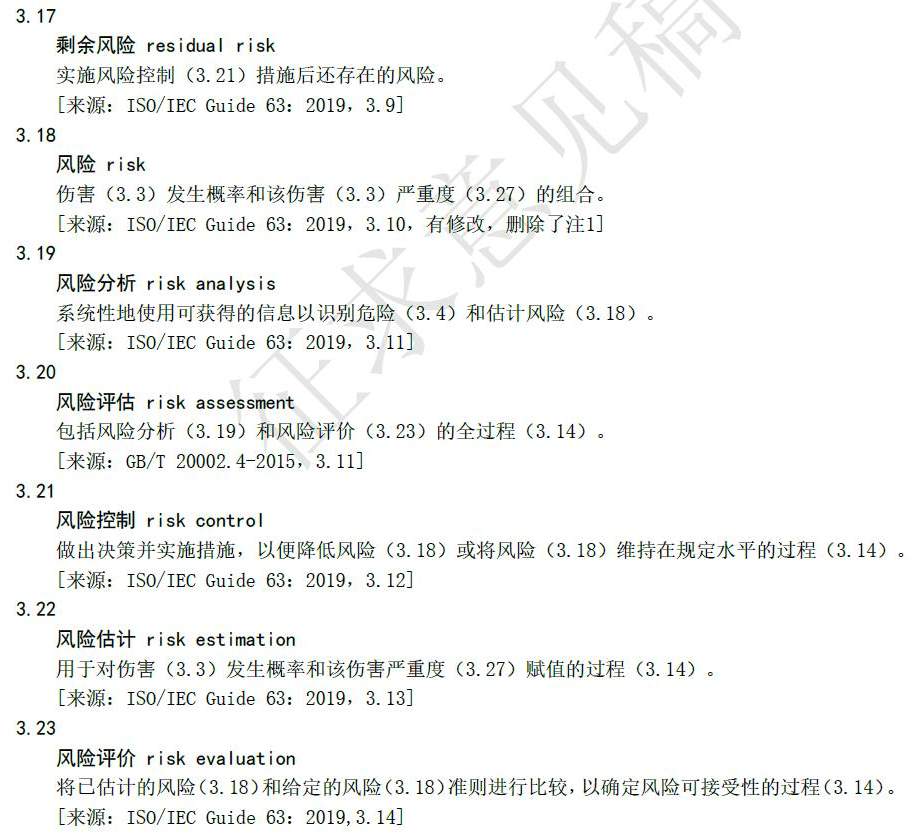 3.17
剩余风险 residual risk
实施风险控制（3.21）措施后还存在的风险。
[来源：ISO/IEC Guide 63：2019，3.9]
3.18
风险 risk
伤害（3.3）发生概率和该伤害（3.3）严重度（3.27）的组合。
[来源：ISO/IEC Guide 63：2019，3.10，有修改，删除了注1]
3.19
风险分析 risk analysis
系统性地使用可获得的信息以识别危险（3.4）和估计风险（3.18）。
[来源：ISO/IEC Guide 63：2019，3.11]
3.20
风险评估 risk assessment
包括风险分析（3.19）和风险评价（3.23）的全过程（3.14）。
[来源：GB/T 20002.4-2015，3.11]
3.21
风险控制 risk control
做出决策并实施措施，以便降低风险（3.18）或将风险（3.18）维持在规定水平的过程（3.14）。
[来源：ISO/IEC Guide 63：2019，3.12]
3.22
风险估计 risk estimation
用于对伤害（3.3）发生概率和该伤害严重度（3.27）赋值的过程（3.14）。
[来源：ISO/IEC Guide 63：2019，3.13]
3.23
风险评价 risk evaluation
将已估计的风险(3.18)和给定的风险(3.18)准则进行比较，以确定风险可接受性的过程(3.14)。
[来源：ISO/IEC Guide 63：2019,3.14]
征求意见稿